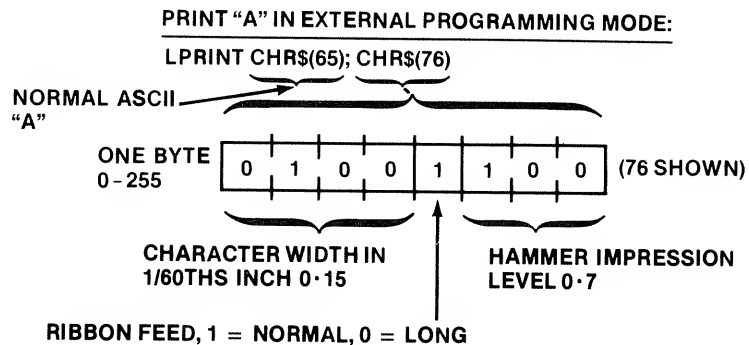 PRINT “A” IN EXTERNAL PROGRAMMING MODE:
LPRINT CHR$(65); CHR$(76)
NORMAL ASCII
“A”
ONE BYTE
0-255
0 1 0 0 1 1 0 0
(76 SHOWN)
CHARACTER WIDTH IN
1/60THS INCH 0·15
HAMMER IMPRESSION
LEVEL 0·7
RIBBON FEED, 1 = NORMAL, 0 = LONG